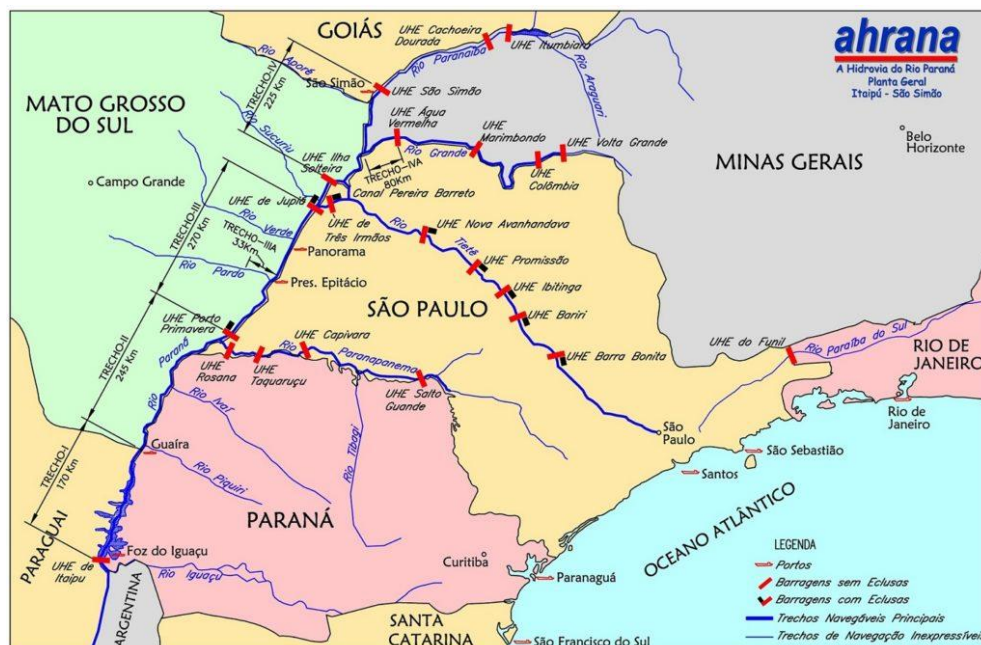 GOIÁS
UHE Cachoeira
Dourada
UHE Itumbiara
Rio Paranaíba
Rio Araguari
ahrana
A Hidrovia do Rio Paraná
Planta Geral
Itaipú - São Simão
Rio Aporé
São Simão
UHE São Simão
TRECHO-IV
225 Km
MATO GROSSO
DO SUL
Rio Sucuriu
UHE Água
Vermelha
UHE
Marimbondo
UHE Volta Grande
Rio Grande
UHE
Colômbia
Belo
Horizonte
MINAS GERAIS
UHE Ilha
Solteira
TRECHO-IVA
80Km
Campo Grande
Canal Pereira Barreto
UHE de Jupiá
UHE de
Três Irmãos
TRECHO-III
270 Km
Rio Verde
TRECHO-IIIA
33Km
Rio Pardo
Panorama
Pres. Epitácio
Rio Tietê
UHE Nova Avanhandava
UHE Promissão
UHE Ibitinga
UHE Bariri
UHE Barra Bonita
SÃO PAULO
UHE Porto
Primavera
TRECHO-II
245 Km
UHE
Rosana
UHE
Taquaruçu
UHE Capivara
Rio Paranapanema
UHE Salto
Guande
UHE do Funil
Rio Paraíba do Sul
RIO DE
JANEIRO
Rio de
Janeiro
São
Paulo
São Sebastião
Santos
Rio Paraná
Rio Ivaí
Rio Tibagi
Rio Piquiri
Guaíra
TRECHO-I
170 Km
PARANÁ
PARAGUAI
UHE de
Itaipu
Foz do Iguaçu
Rio Iguaçu
Curitiba
Paranaguá
OCEANO ATLÂNTICO
ARGENTINA
SANTA
CATARINA
São Francisco do Sul
LEGENDA
Portos
Barragens sem Eclusas
Barragens com Eclusas
Trechos Navegáveis Principais
Trechos de Navegação Inexpressíveis